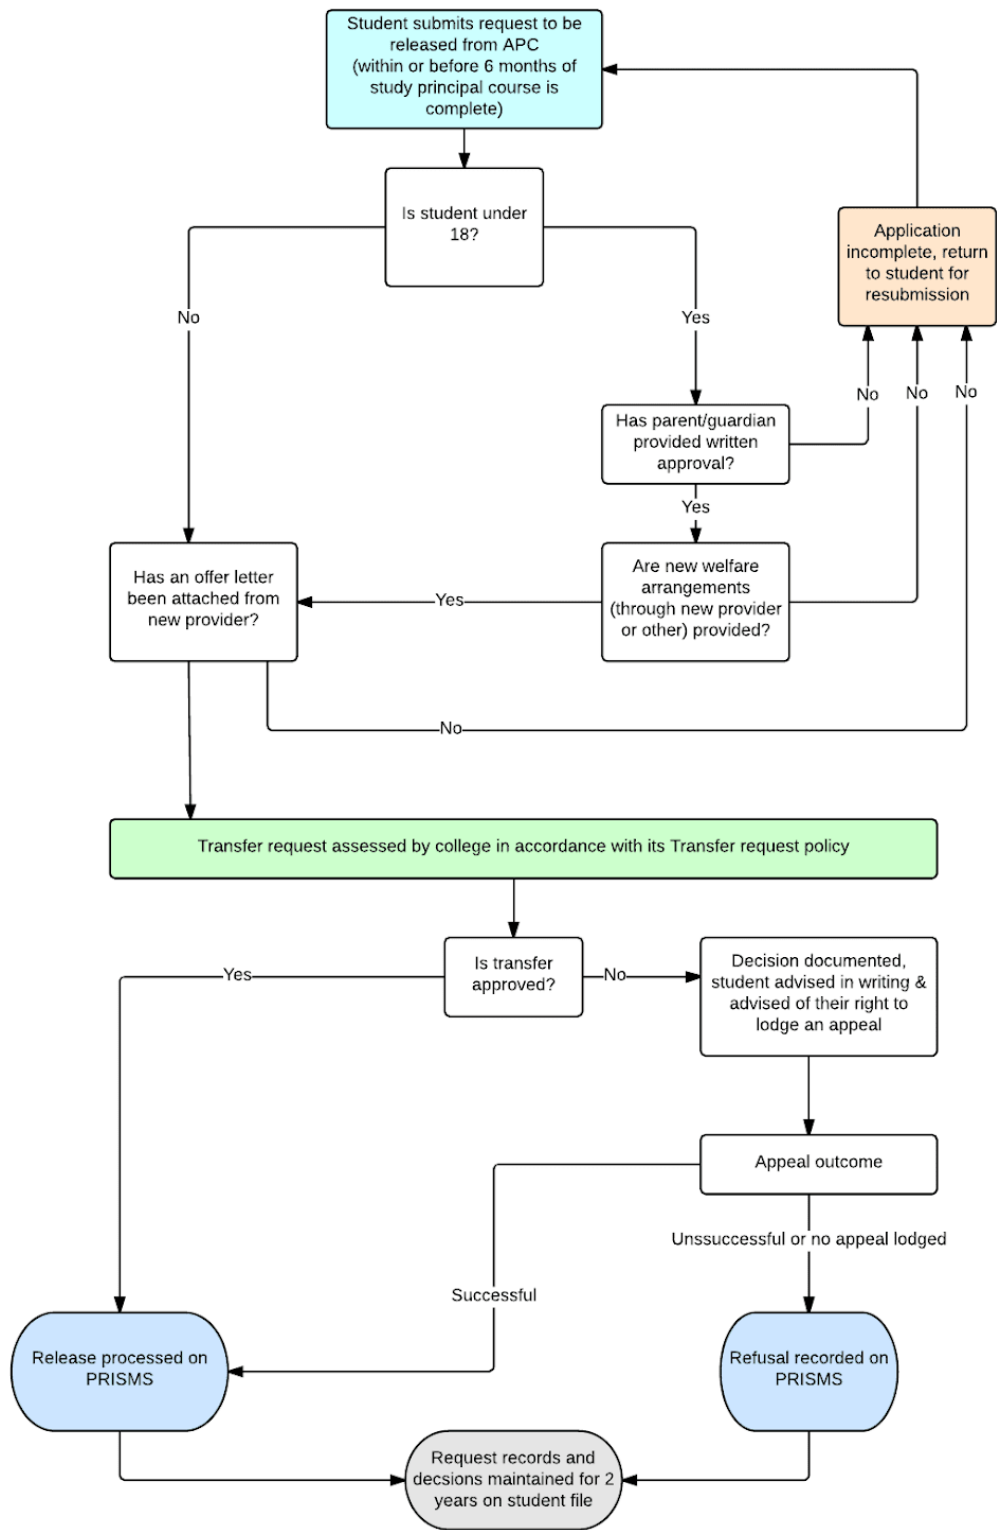 Student submits request to be
released from APC
(within or before 6 months of
study principal course is
complete)
Is student under
18?
Application
incomplete, return
to student for
resubmission
No
Yes
No
No
No
Has parent/guardian
provided written
approval?
Yes
Has an offer letter
been attached from
new provider?
Yes
Are new welfare
arrangements
(through new provider
or other) provided?
No
Transfer request assessed by college in accordance with its Transfer request policy
Yes
Is transfer
approved?
No
Decision documented,
student advised in writing &
advised of their right to
lodge an appeal
Appeal outcome
Unssuccessful or no appeal lodged
Successful
Release processed on
PRISMS
Refusal recorded on
PRISMS
Request records and
decsions maintained for 2
years on student file